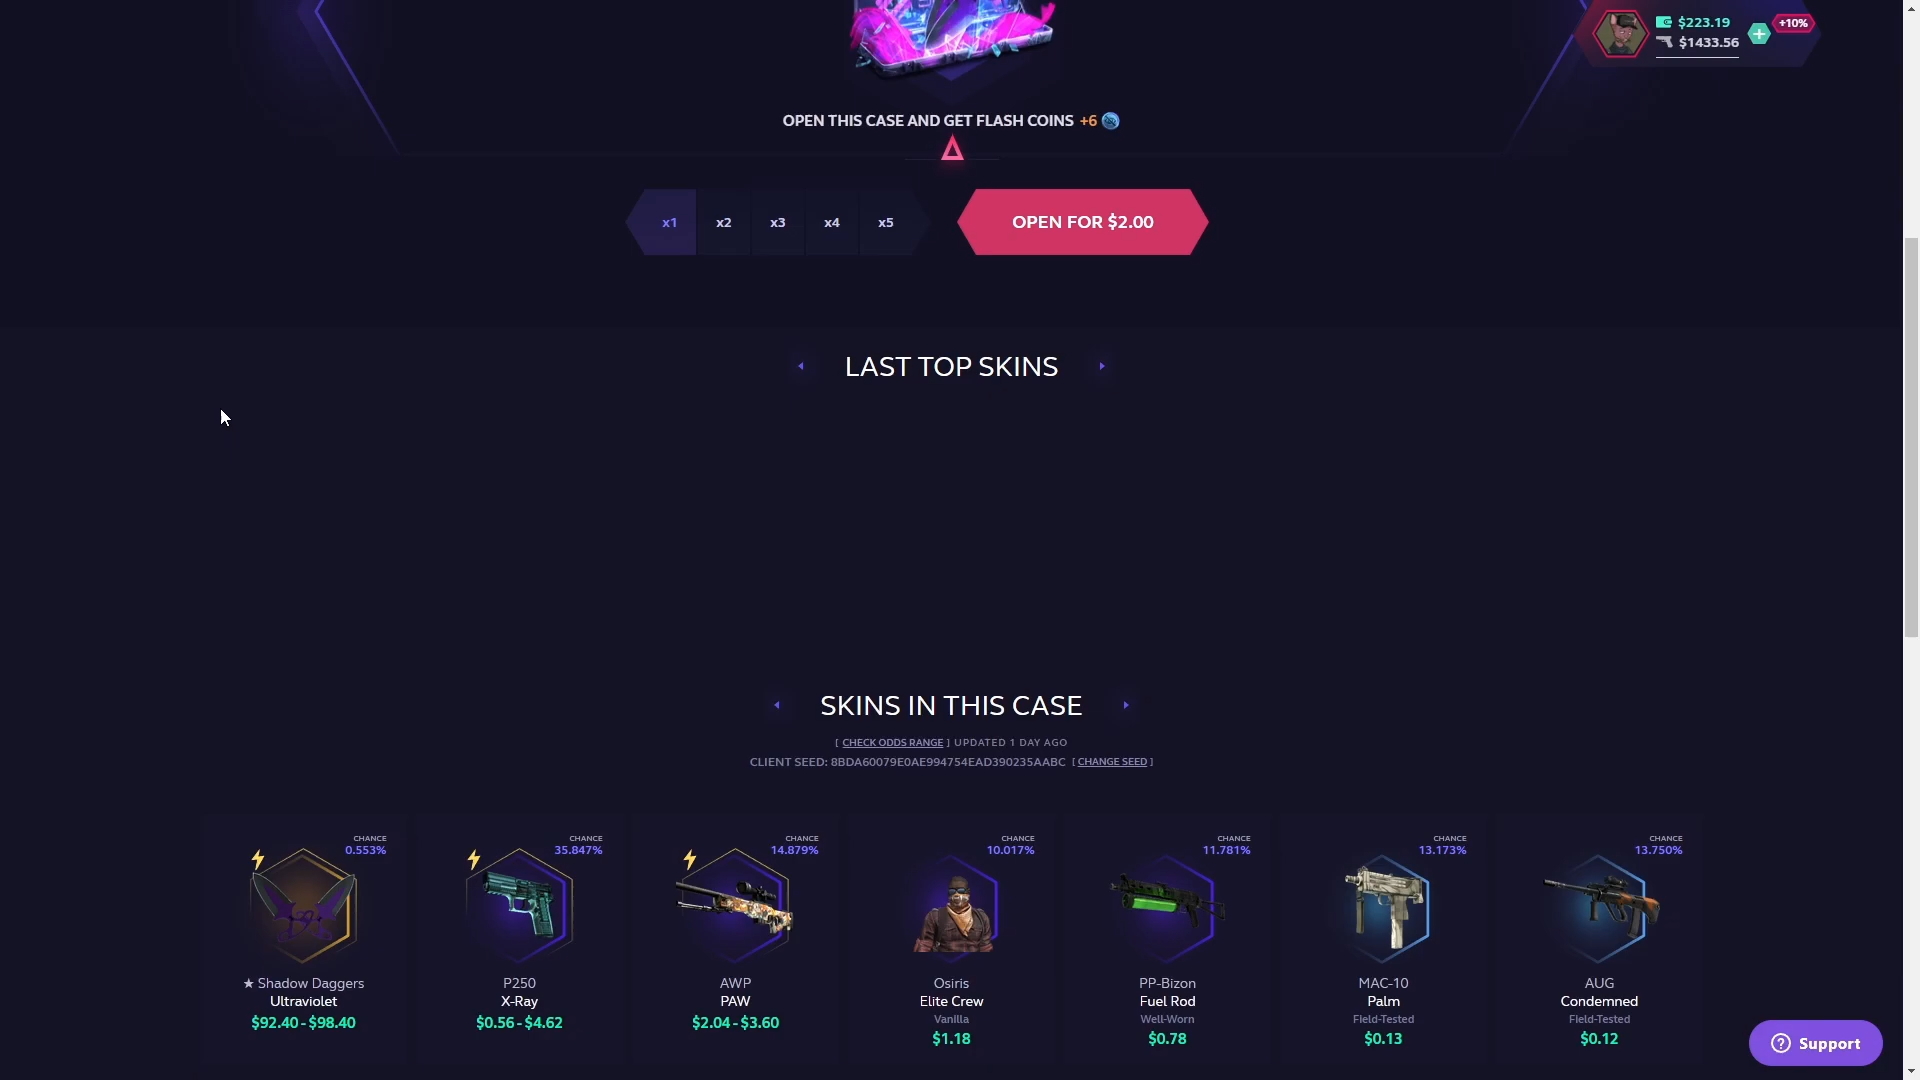 $223.19
+10%
$1433.56
OPEN THIS CASE AND GET FLASH COINS +6
x1 x2 x3 x4 x5
OPEN FOR $2.00
LAST TOP SKINS
SKINS IN THIS CASE
[ CHECK ODDS RANGE ] UPDATED 1 DAY AGO
CLIENT SEED: 8BDA60079E0AE994754EAD390235AABC [ CHANGE SEED ]
CHANCE
0.553%
★ Shadow Daggers
Ultraviolet
$92.40 - $98.40
CHANCE
35.847%
P250
X-Ray
$0.56 - $4.62
CHANCE
14.879%
AWP
PAW
$2.04 - $3.60
CHANCE
10.017%
Osiris
Elite Crew
Vanilla
$1.18
CHANCE
11.781%
PP-Bizon
Fuel Rod
Well-Worn
$0.78
CHANCE
13.173%
MAC-10
Palm
Field-Tested
$0.13
CHANCE
13.750%
AUG
Condemned
Field-Tested
$0.12
Support